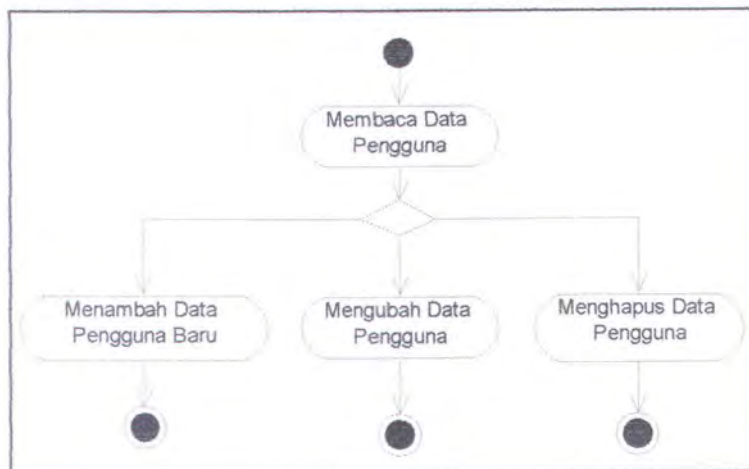 Membaca Data
Pengguna
Menambah Data
Pengguna Baru
Mengubah Data
Pengguna
Menghapus Data
Pengguna